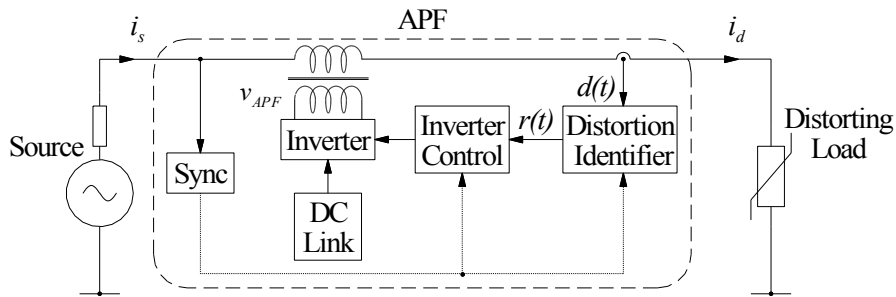 APF
i_s
i_d
v_APF
d(t)
r(t)
Source
Sync
Inverter
Inverter
Control
Distortion
Identifier
Distorting
Load
DC
Link